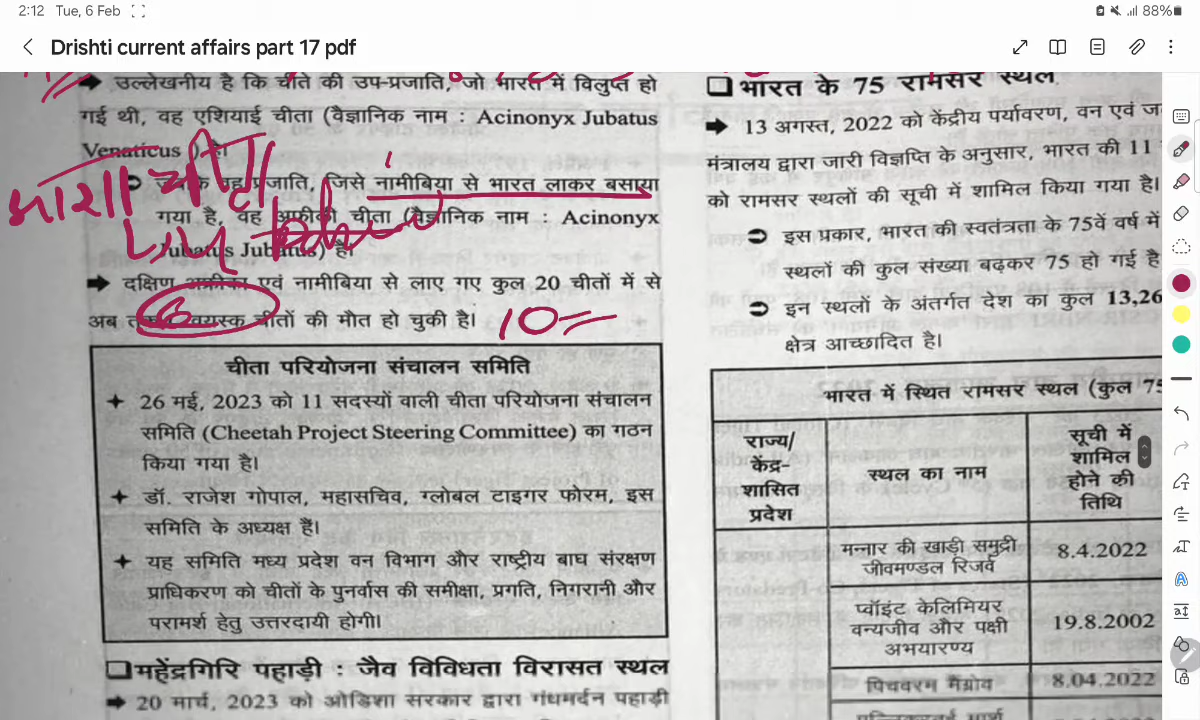 2:12 Tue, 6 Feb
88%
Drishti current affairs part 17 pdf
उल्लेखनीय है कि चीते की उप-प्रजाति, जो भारत में विलुप्त हो
गई थी, वह एशियाई चीता (वैज्ञानिक नाम : Acinonyx Jubatus
Venaticus ) है।
प्रजाति, जिसे नामीबिया से भारत लाकर बसाया
गया है, वह अफ्रीकी चीता (वैज्ञानिक नाम : Acinonyx
Jubatus Jubatus) है।
दक्षिण अफ्रीका एवं नामीबिया से लाए गए कुल 20 चीतों में से
अब वयस्क चीतों की मौत हो चुकी है। 10
चीता परियोजना संचालन समिति
26 मई, 2023 को 11 सदस्यों वाली चीता परियोजना संचालन
समिति (Cheetah Project Steering Committee) का गठन
किया गया है।
डॉ. राजेश गोपाल, महासचिव, ग्लोबल टाइगर फोरम, इस
समिति के अध्यक्ष हैं।
यह समिति मध्य प्रदेश वन विभाग और राष्ट्रीय बाघ संरक्षण
प्राधिकरण को चीतों के पुनर्वास की समीक्षा, प्रगति, निगरानी और
परामर्श हेतु उत्तरदायी होगी।
महेंद्रगिरि पहाड़ी : जैव विविधता विरासत स्थल
20 मार्च, 2023 को ओडिशा सरकार द्वारा गंधमर्दन पहाड़ी
आशा चीता
भारत के 75 रामसर स्थल
13 अगस्त, 2022 को केंद्रीय पर्यावरण, वन एवं ज
मंत्रालय द्वारा जारी विज्ञप्ति के अनुसार, भारत की 11
को रामसर स्थलों की सूची में शामिल किया गया है।
इस प्रकार, भारत की स्वतंत्रता के 75वें वर्ष में
स्थलों की कुल संख्या बढ़कर 75 हो गई है
इन स्थलों के अंतर्गत देश का कुल 13,26
क्षेत्र आच्छादित है।
भारत में स्थित रामसर स्थल (कुल 75
राज्य/
केंद्र-
शासित
प्रदेश
स्थल का नाम
सूची में
शामिल
होने की
तिथि
मन्नार की खाड़ी समुद्री
जीवमण्डल रिजर्व
8.4.2022
प्वॉइंट केलिमियर
वन्यजीव और पक्षी
अभयारण्य
19.8.2002
पिचवरम मैंग्रोव
8.04.2022